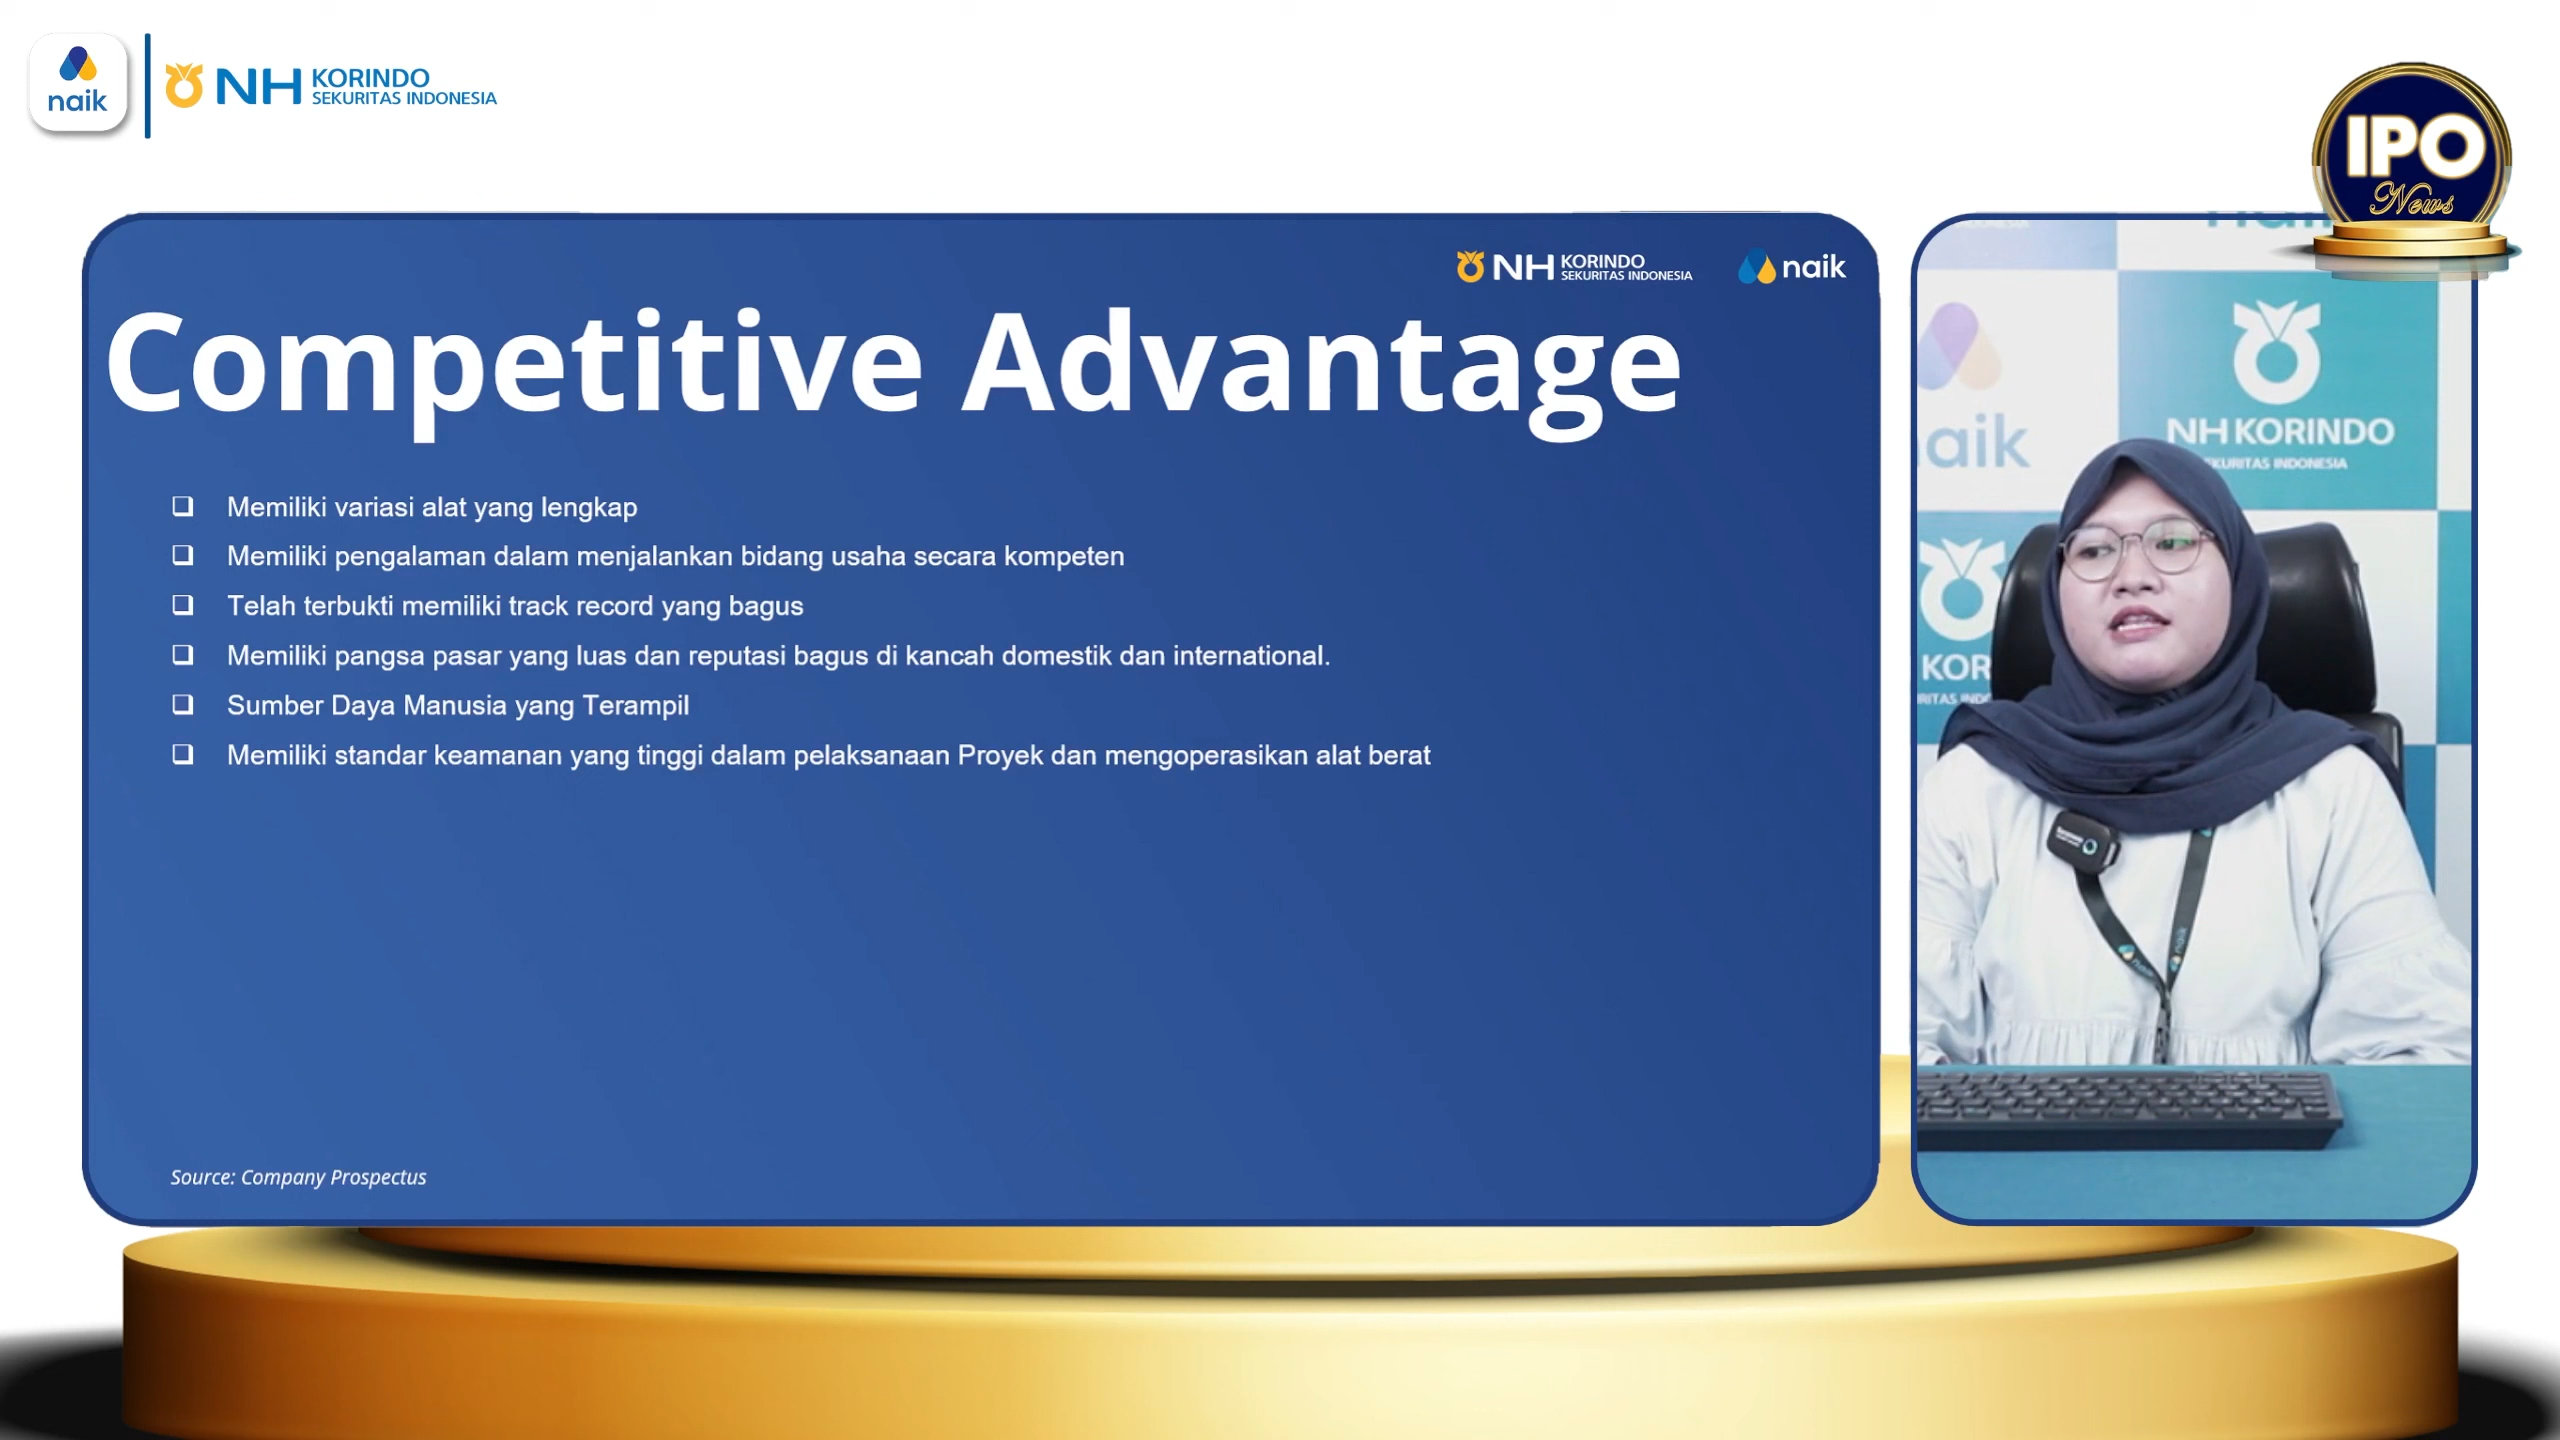 naik
NH KORINDO
SEKURITAS INDONESIA
IPO
News
NH KORINDO
SEKURITAS INDONESIA
naik
Competitive Advantage
Memiliki variasi alat yang lengkap
Memiliki pengalaman dalam menjalankan bidang usaha secara kompeten
Telah terbukti memiliki track record yang bagus
Memiliki pangsa pasar yang luas dan reputasi bagus di kancah domestik dan international.
Sumber Daya Manusia yang Terampil
Memiliki standar keamanan yang tinggi dalam pelaksanaan Proyek dan mengoperasikan alat berat
Source: Company Prospectus
aik
NH KORINDO
KURITAS INDONESIA
KOR
naik